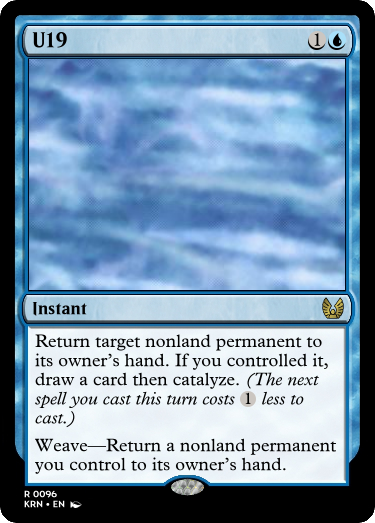 U19 1
Instant
Return target nonland permanent to
its owner's hand. If you controlled it,
draw a card then catalyze. (The next
spell you cast this turn costs 1 less to
cast.)
Weave—Return a nonland permanent
you control to its owner's hand.
R 0096
KRN • EN